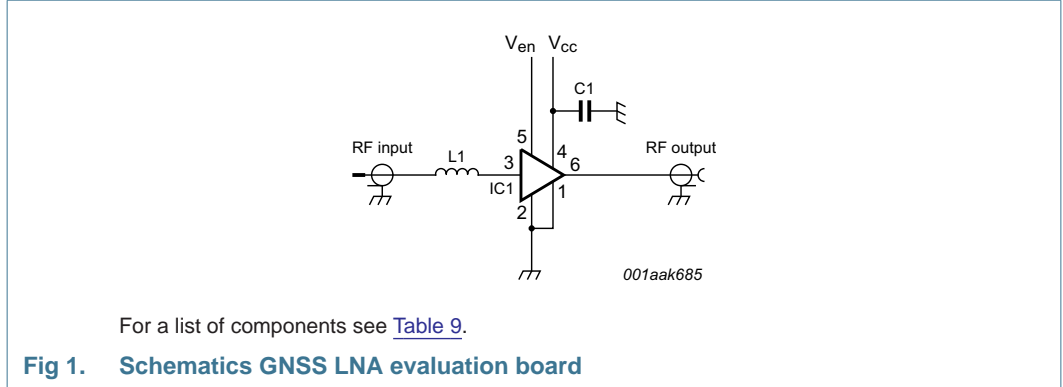 Ven Vcc
C1
5
4
RF input
L1
3
6
RF output
IC1
1
2
001aak685
For a list of components see Table 9.
Fig 1. Schematics GNSS LNA evaluation board